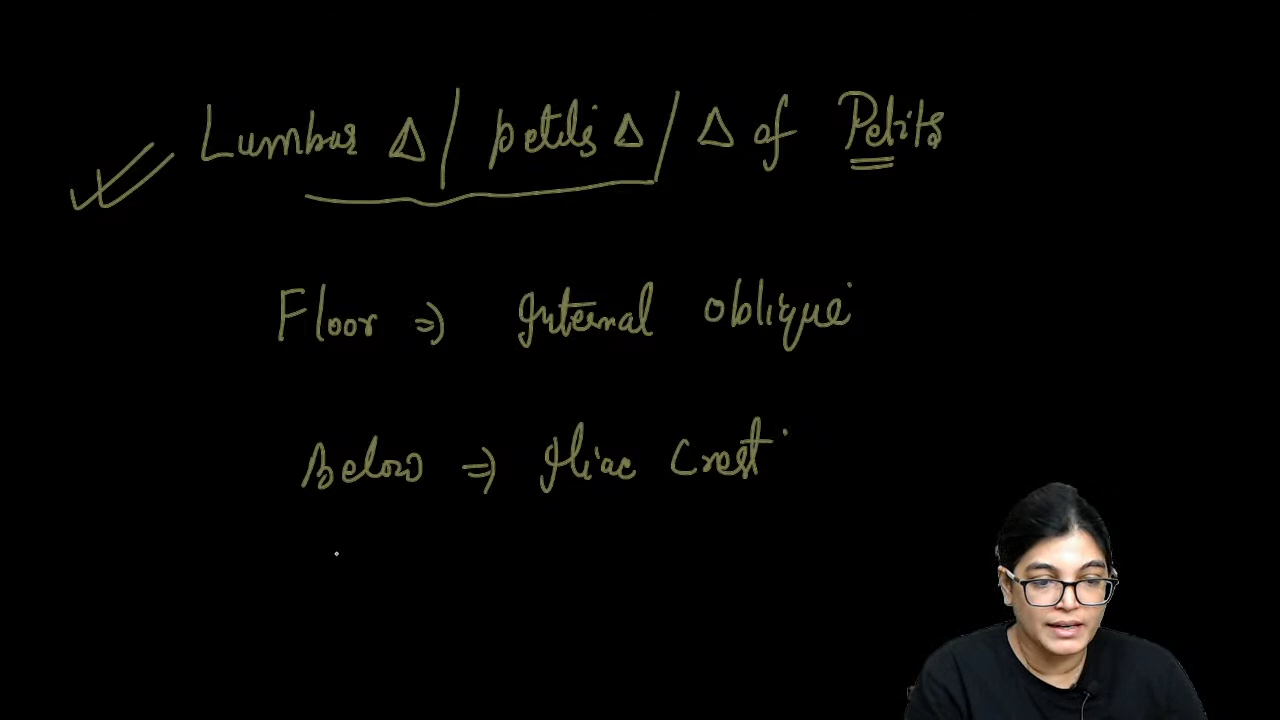 Lumbar Δ / petits Δ / Δ of Petits
Floor ⇒ Internal oblique
Below ⇒ Iliac Crest